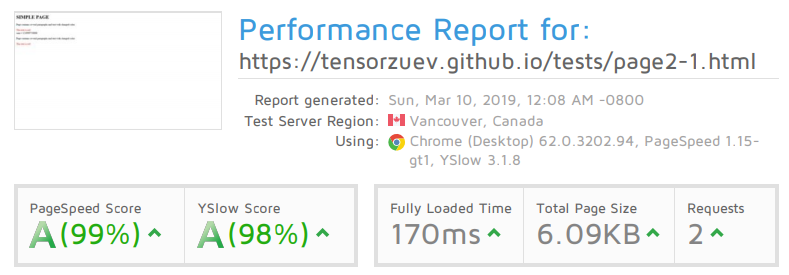 SIMPLE PAGE
Performance Report for:
https://tensorzuev.github.io/tests/page2-1.html
Report generated: Sun, Mar 10, 2019, 12:08 AM -0800
Test Server Region: Vancouver, Canada
Using: Chrome (Desktop) 62.0.3202.94, PageSpeed 1.15-
gt1, YSlow 3.1.8
PageSpeed Score YSlow Score Fully Loaded Time Total Page Size Requests
A (99%) A (98%) 170ms 6.09KB 2